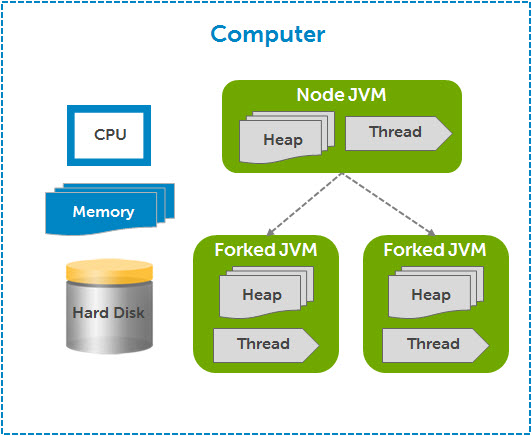 Computer
CPU
Memory
Hard Disk
Node JVM
Heap
Thread
Forked JVM
Heap
Thread
Forked JVM
Heap
Thread